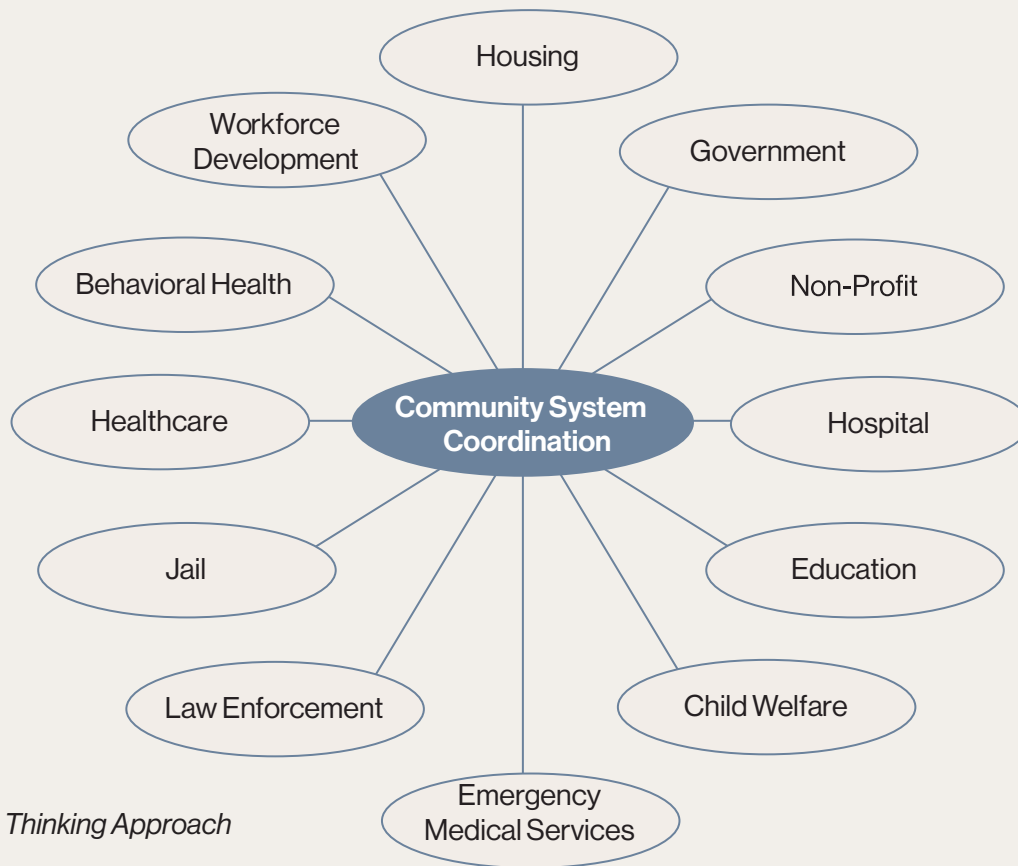 Housing
Workforce
Development
Government
Behavioral Health
Non-Profit
Community System
Coordination
Healthcare
Hospital
Jail
Education
Law Enforcement
Child Welfare
Emergency
Medical Services
Thinking Approach